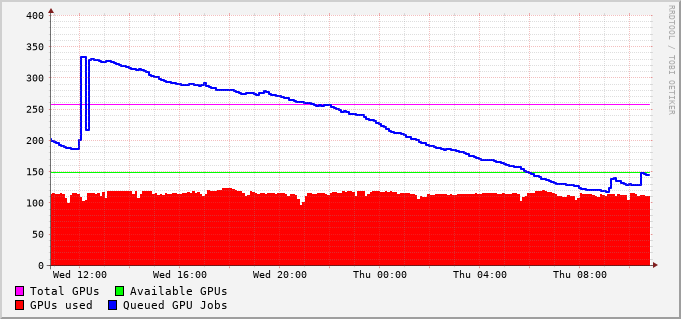 400
350
300
250
200
150
100
50
0
Wed 12:00 Wed 16:00 Wed 20:00 Thu 00:00 Thu 04:00 Thu 08:00
Total GPUs Available GPUs
GPUs used Queued GPU Jobs
RRDTOOL / TOBI OETIKER